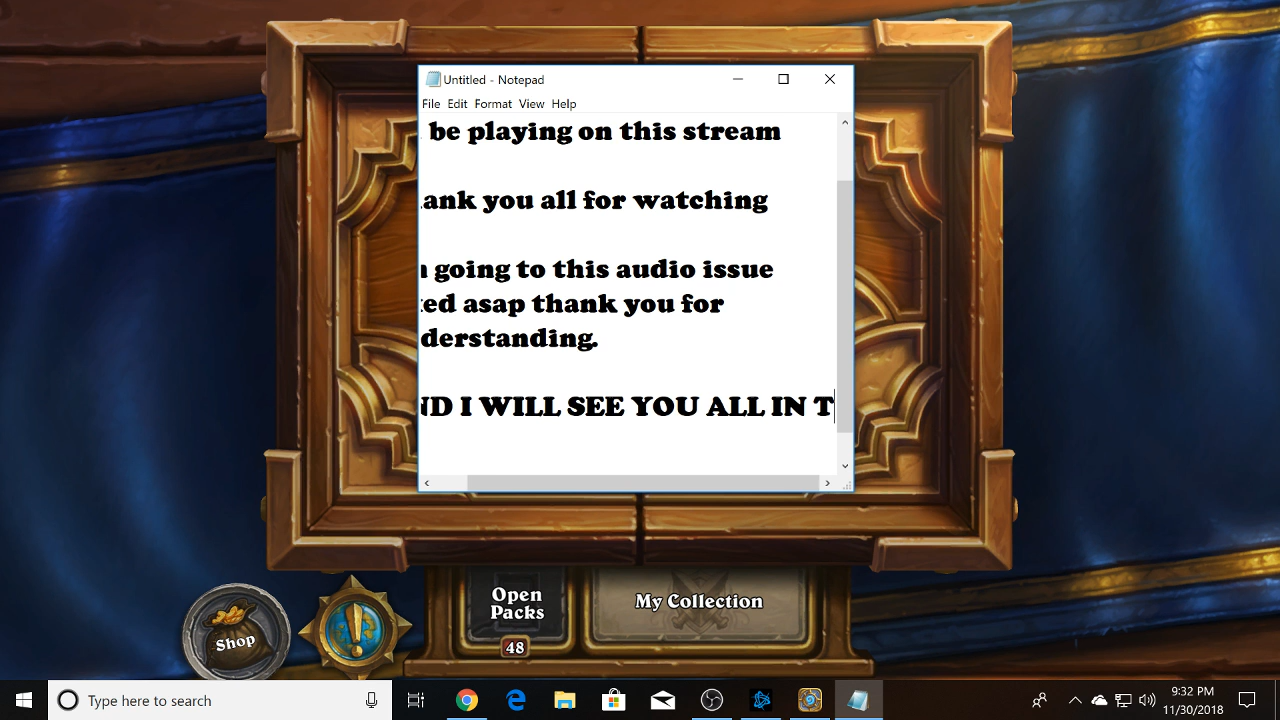 Untitled - Notepad
File Edit Format View Help
be playing on this stream
ank you all for watching
going to this audio issue
ed asap thank you for
derstanding.
ND I WILL SEE YOU ALL IN T
Open
Packs
48
My Collection
Shop
Type here to search
9:32 PM
11/30/2018